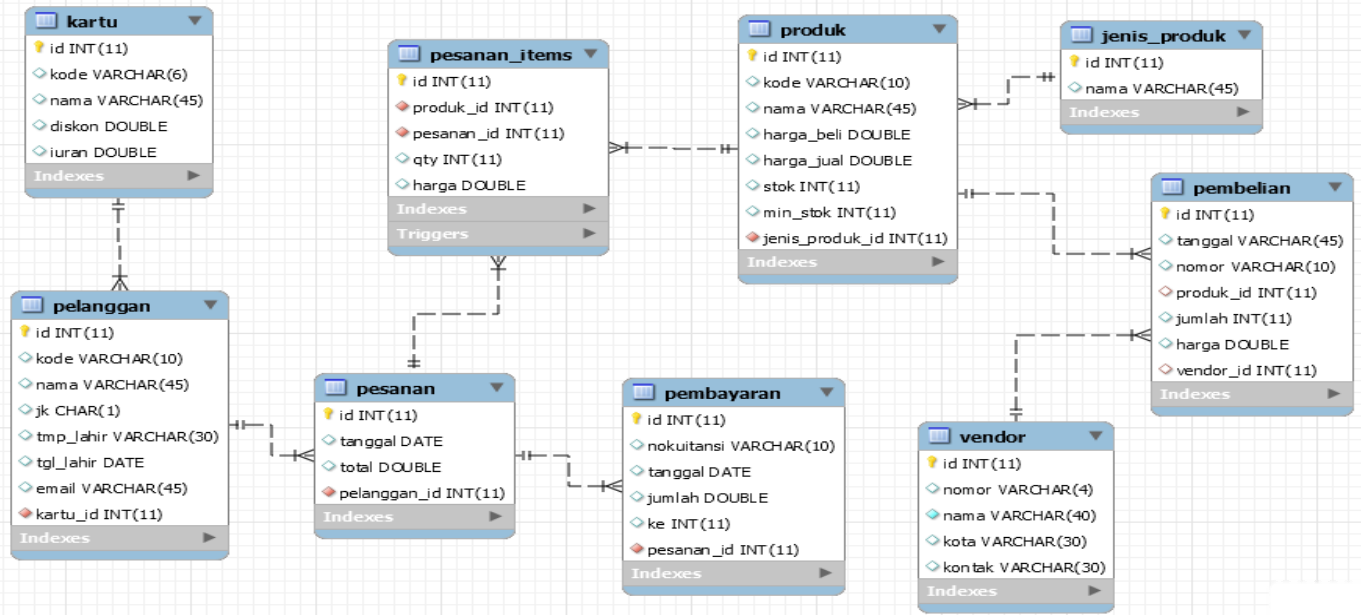 kartu
id INT(11)
kode VARCHAR(6)
nama VARCHAR(45)
diskon DOUBLE
iuran DOUBLE
Indexes
pesanan_items
id INT(11)
produk_id INT(11)
pesanan_id INT(11)
qty INT(11)
harga DOUBLE
Indexes
Triggers
produk
id INT(11)
kode VARCHAR(10)
nama VARCHAR(45)
harga_beli DOUBLE
harga_jual DOUBLE
stok INT(11)
min_stok INT(11)
jenis_produk_id INT(11)
Indexes
jenis_produk
id INT(11)
nama VARCHAR(45)
Indexes
pembelian
id INT(11)
tanggal VARCHAR(45)
nomor VARCHAR(10)
produk_id INT(11)
jumlah INT(11)
harga DOUBLE
vendor_id INT(11)
Indexes
pelanggan
id INT(11)
kode VARCHAR(10)
nama VARCHAR(45)
jk CHAR(1)
tmp_lahir VARCHAR(30)
tgl_lahir DATE
email VARCHAR(45)
kartu_id INT(11)
Indexes
pesanan
id INT(11)
tanggal DATE
total DOUBLE
pelanggan_id INT(11)
Indexes
pembayaran
id INT(11)
nokuitansi VARCHAR(10)
tanggal DATE
jumlah DOUBLE
ke INT(11)
pesanan_id INT(11)
Indexes
vendor
id INT(11)
nomor VARCHAR(4)
nama VARCHAR(40)
kota VARCHAR(30)
kontak VARCHAR(30)
Indexes